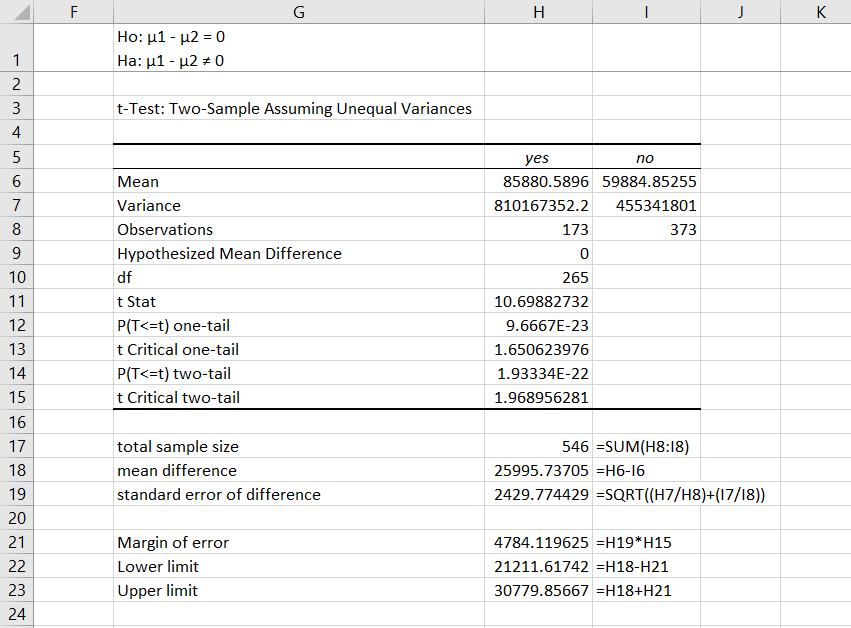 F G H I J K
Ho: µ1 - µ2 = 0
1 Ha: µ1 - µ2 ≠ 0
2
3 t-Test: Two-Sample Assuming Unequal Variances
4
5 yes no
6 Mean 85880.5896 59884.85255
7 Variance 810167352.2 455341801
8 Observations 173 373
9 Hypothesized Mean Difference 0
10 df 265
11 t Stat 10.69882732
12 P(T<=t) one-tail 9.6667E-23
13 t Critical one-tail 1.650623976
14 P(T<=t) two-tail 1.93334E-22
15 t Critical two-tail 1.968956281
16
17 total sample size 546 =SUM(H8:I8)
18 mean difference 25995.73705 =H6-I6
19 standard error of difference 2429.774429 =SQRT((H7/H8)+(I7/I8))
20
21 Margin of error 4784.119625 =H19*H15
22 Lower limit 21211.61742 =H18-H21
23 Upper limit 30779.85667 =H18+H21
24